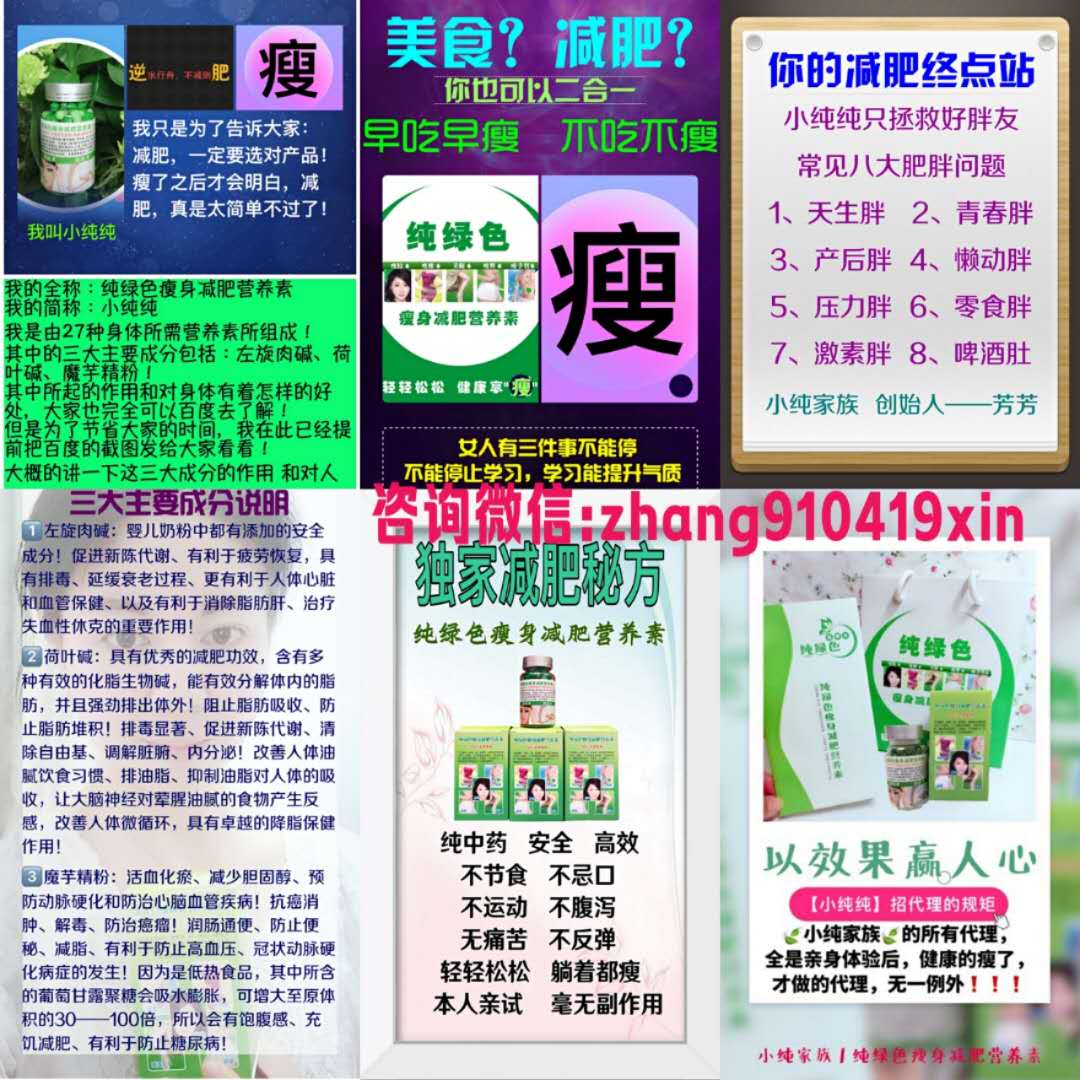 逆水行舟，不减则肥
瘦
我只是为了告诉大家：
减肥，一定要选对产品！
瘦了之后才会明白，减
肥，真是太简单不过了！
我叫小纯纯
我的全称：纯绿色瘦身减肥营养素
我的简称：小纯纯
我是由27种身体所需营养素所组成！
其中的三大主要成分包括：左旋肉碱、荷
叶碱、魔芋精粉！
其中所起的作用和对身体有着怎样的好
处，大家也完全可以百度去了解！
但是为了节省大家的时间，我在此已经提
前把百度的截图发给大家看看！
大概的讲一下这三大成分的作用 和对人
美食？减肥？
你也可以二合一
早吃早瘦 不吃不瘦
纯绿色
瘦身减肥营养素
轻轻松松 健康享"瘦"
瘦
女人有三件事不能停
不能停止学习，学习能提升气质
你的减肥终点站
小纯纯只拯救好胖友
常见八大肥胖问题
1、天生胖 2、青春胖
3、产后胖 4、懒动胖
5、压力胖 6、零食胖
7、激素胖 8、啤酒肚
小纯家族 创始人——芳芳
咨询微信:zhang910419xin
三大主要成分说明
1左旋肉碱：婴儿奶粉中都有添加的安全
成分！促进新陈代谢、有利于疲劳恢复，具
有排毒、延缓衰老过程、更有利于人体心脏
和血管保健、以及有利于消除脂肪肝、治疗
失血性休克的重要作用！
2荷叶碱：具有优秀的减肥功效，含有多
种有效的化脂生物碱，能有效分解体内的脂
肪，并且强劲排出体外！阻止脂肪吸收、防
止脂肪堆积！排毒显著、促进新陈代谢、清
除自由基、调解脏腑、内分泌！改善人体油
腻饮食习惯、排油脂、抑制油脂对人体的吸
收，让大脑神经对荤腥油腻的食物产生反
感，改善人体微循环，具有卓越的降脂保健
作用！
3魔芋精粉：活血化瘀、减少胆固醇、预
防动脉硬化和防治心脑血管疾病！抗癌消
肿、解毒、防治癌瘤！润肠通便、防止便
秘、减脂、有利于防止高血压、冠状动脉硬
化病症的发生！因为是低热食品，其中所含
的葡萄甘露聚糖会吸水膨胀，可增大至原体
积的30——100倍，所以会有饱腹感、充
饥减肥、有利于防止糖尿病！
独家减肥秘方
纯绿色瘦身减肥营养素
纯中药 安全 高效
不节食 不忌口
不运动 不腹泻
无痛苦 不反弹
轻轻松松 躺着都瘦
本人亲试 毫无副作用
纯绿色
纯绿色瘦身减肥营养素
纯绿色
瘦身减肥营
以效果赢人心
【小纯纯】招代理的规矩
小纯家族的所有代理，
全是亲身体验后，健康的瘦了，
才做的代理，无一例外！！！
小纯家族/纯绿色瘦身减肥营养素